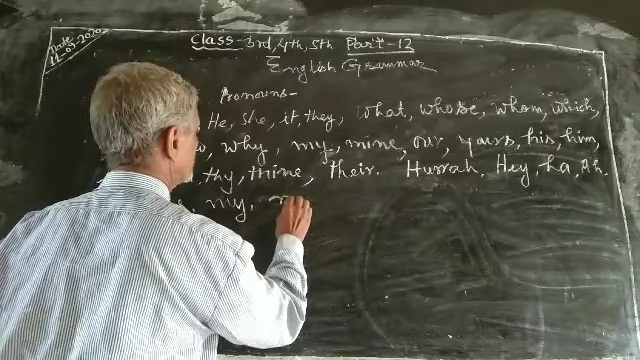 Date
11-09-2020
Class-3rd,4th,5th Part-12
English Grammar
Pronouns-
He, she, it, they, what, whose, whom, which,
why, my, mine, our, yours, his, him,
thy, thine, their. Hurrah, Hey, ha, Ah.
my,